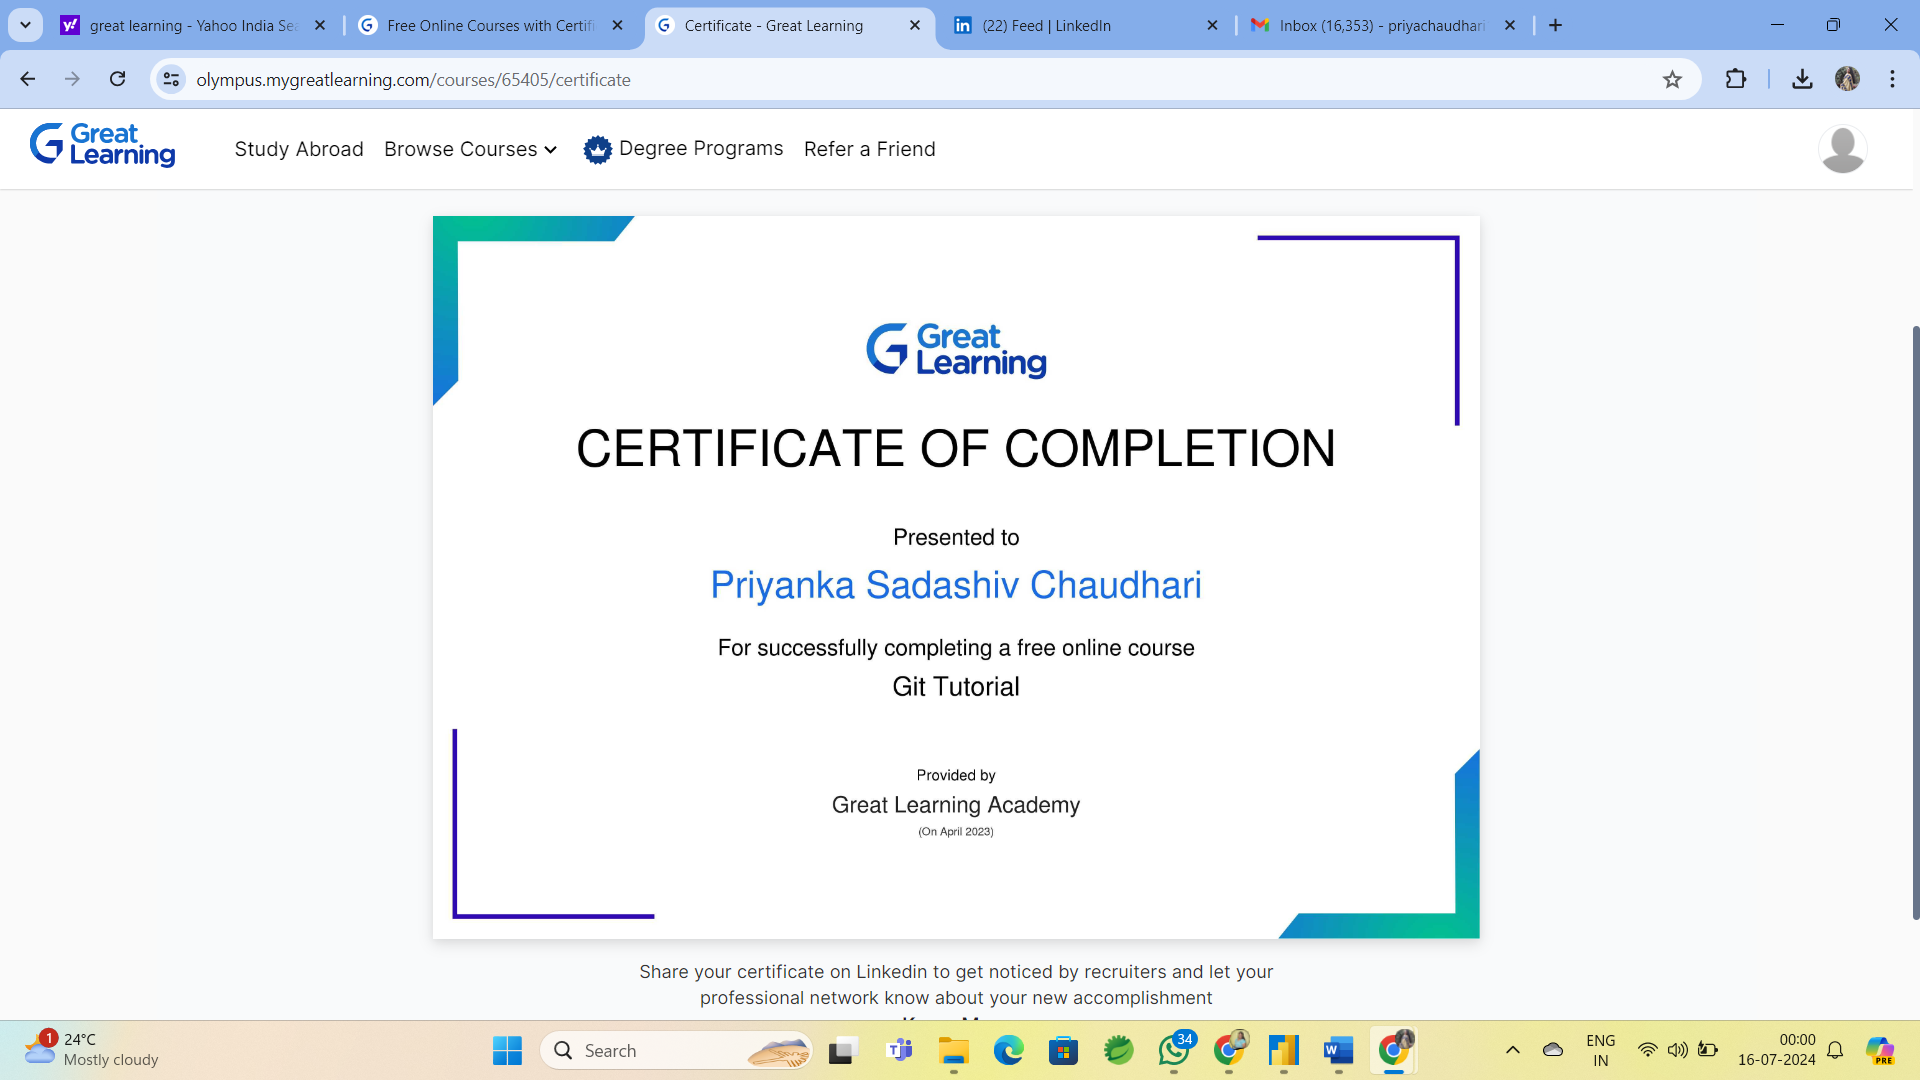 great learning - Yahoo India Sea
Free Online Courses with Certifi
Certificate - Great Learning
(22) Feed | LinkedIn
Inbox (16,353) - priyachaudhari
olympus.mygreatlearning.com/courses/65405/certificate
Great
Learning
Study Abroad
Browse Courses
Degree Programs
Refer a Friend
Great
Learning
CERTIFICATE OF COMPLETION
Presented to
Priyanka Sadashiv Chaudhari
For successfully completing a free online course
Git Tutorial
Provided by
Great Learning Academy
(On April 2023)
Share your certificate on Linkedin to get noticed by recruiters and let your
professional network know about your new accomplishment
1
24°C
Mostly cloudy
Search
34
ENG
IN
00:00
16-07-2024
PRE